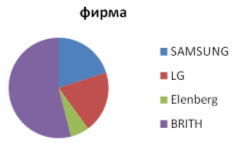 фирма
SAMSUNG
LG
Elenberg
BRITH